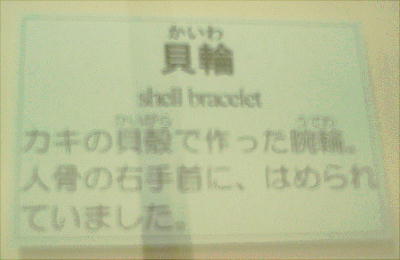 かいわ
貝輪
shell bracelet
かいがら うでわ
カキの貝殻で作った腕輪。
人骨の右手首に、はめられ
ていました。